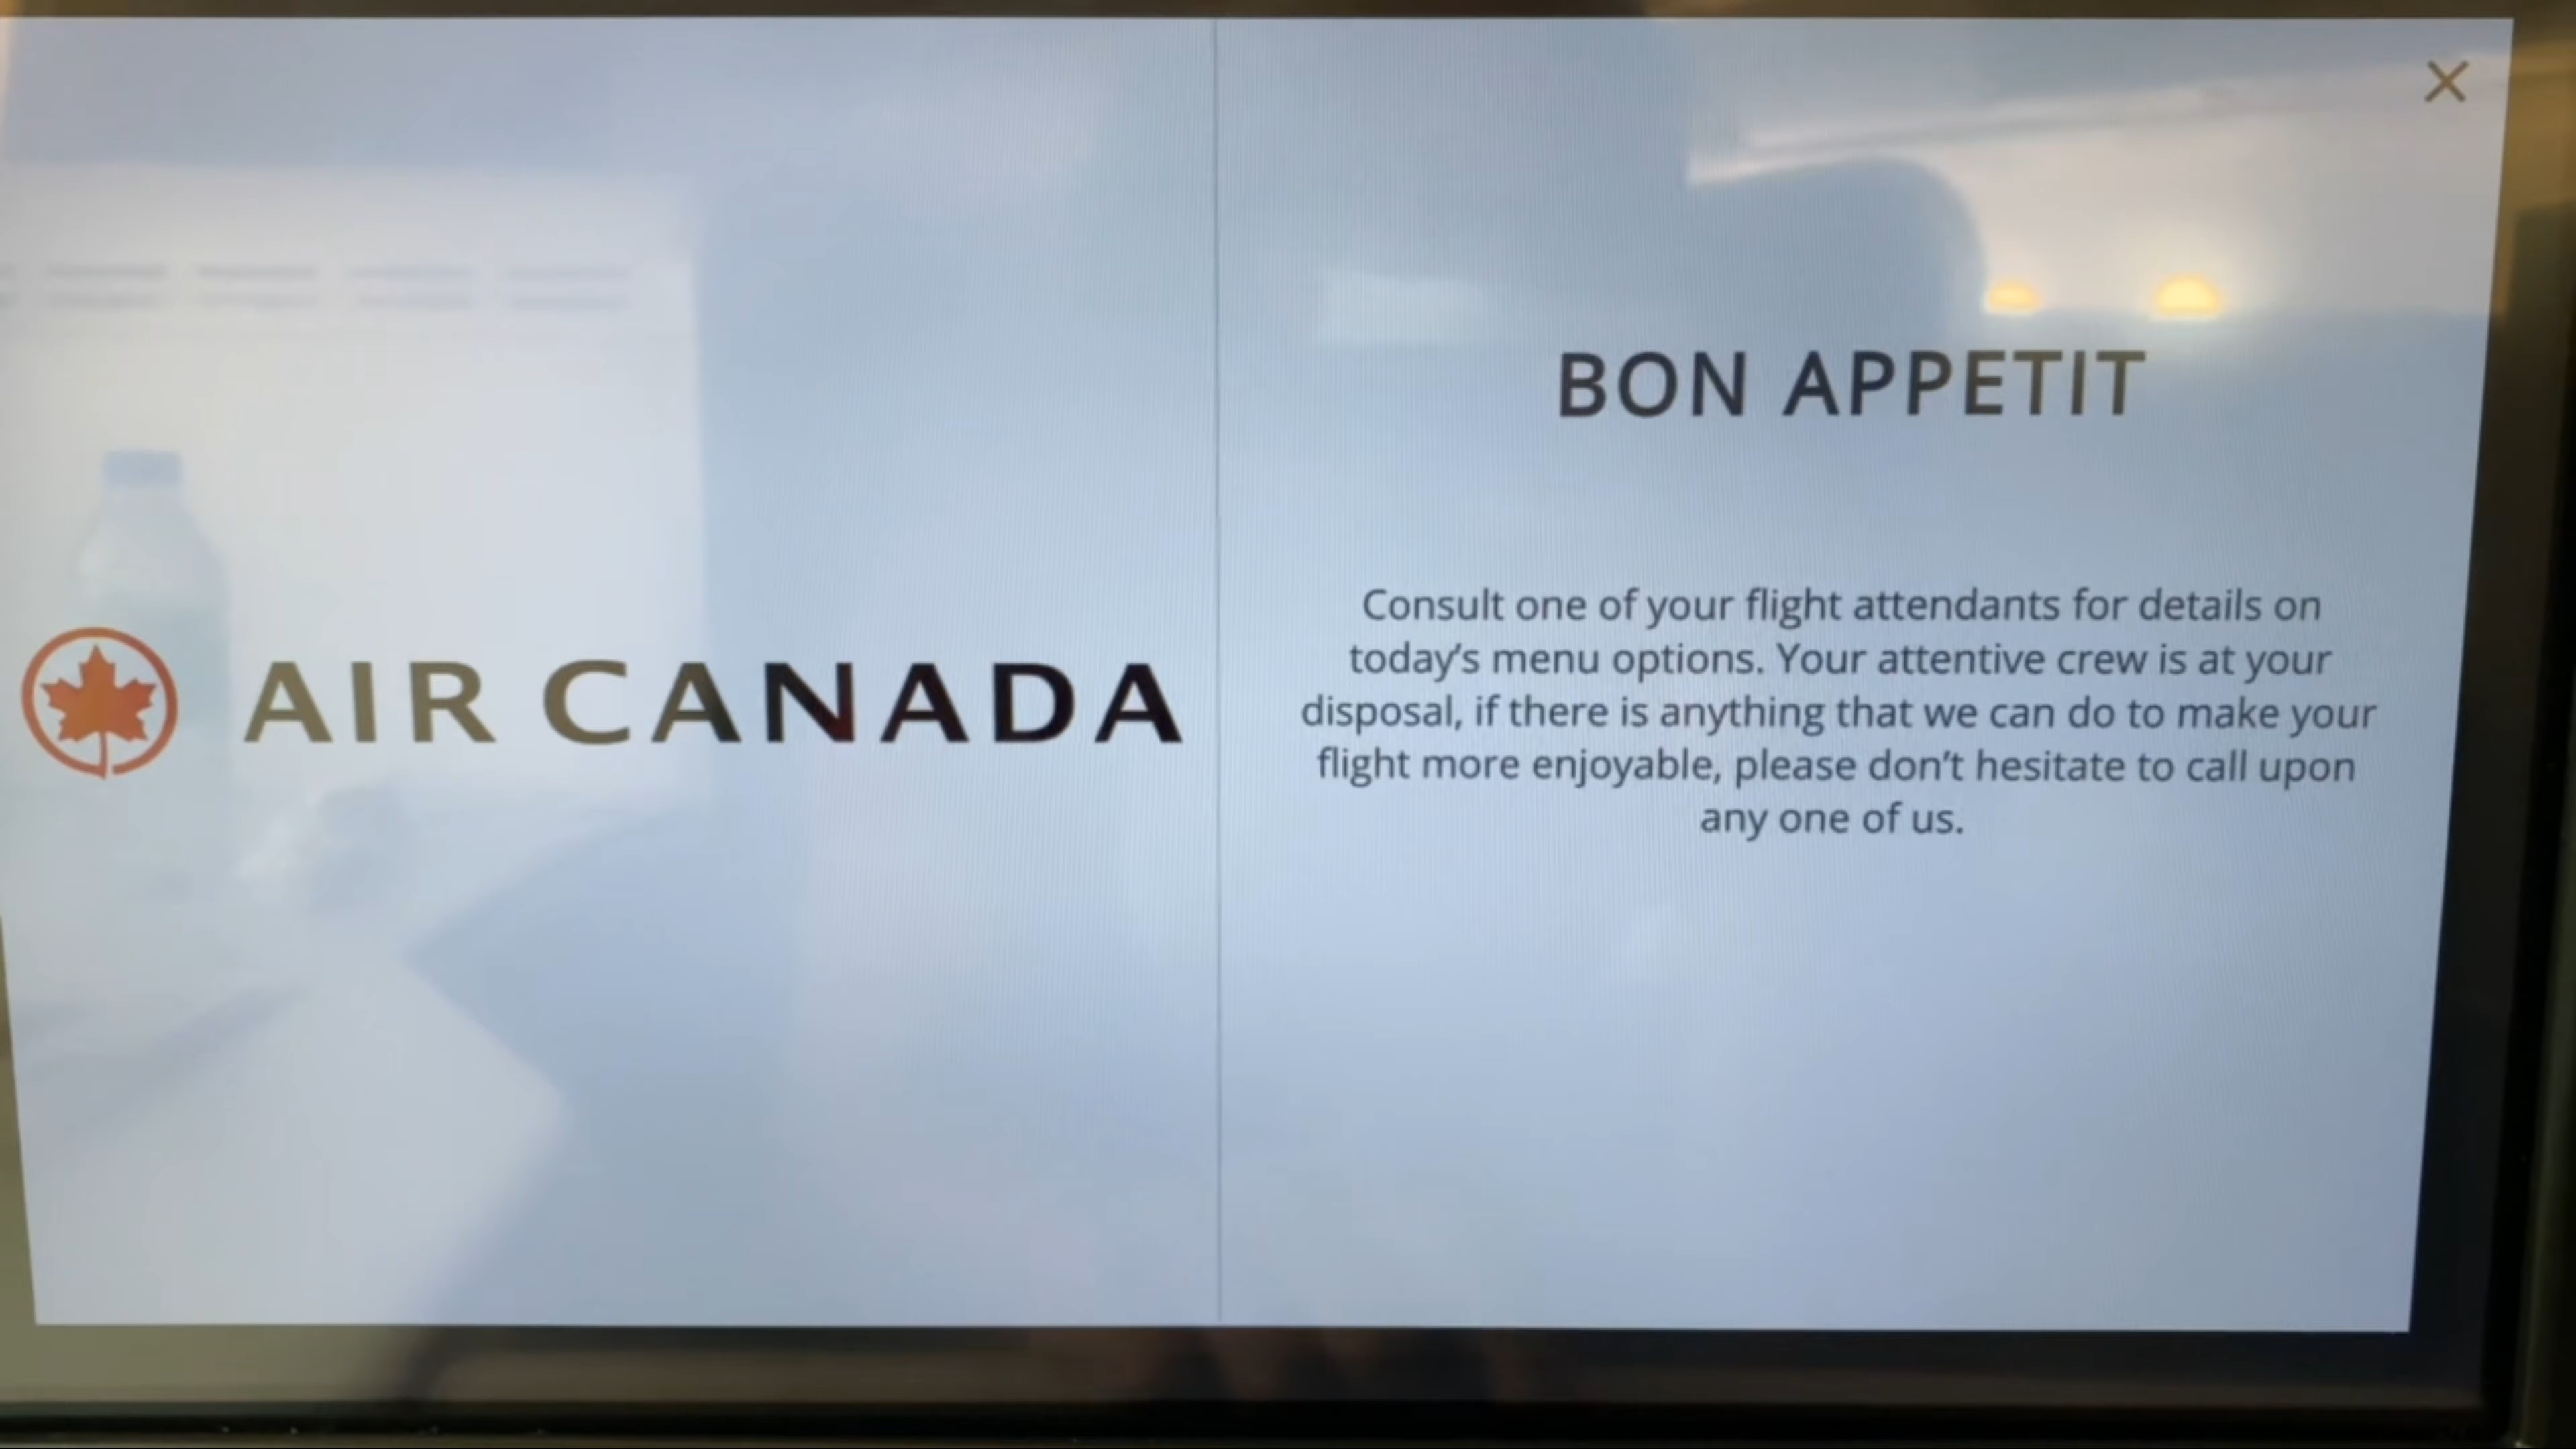 AIR CANADA
BON APPETIT
Consult one of your flight attendants for details on
today's menu options. Your attentive crew is at your
disposal, if there is anything that we can do to make your
flight more enjoyable, please don't hesitate to call upon
any one of us.